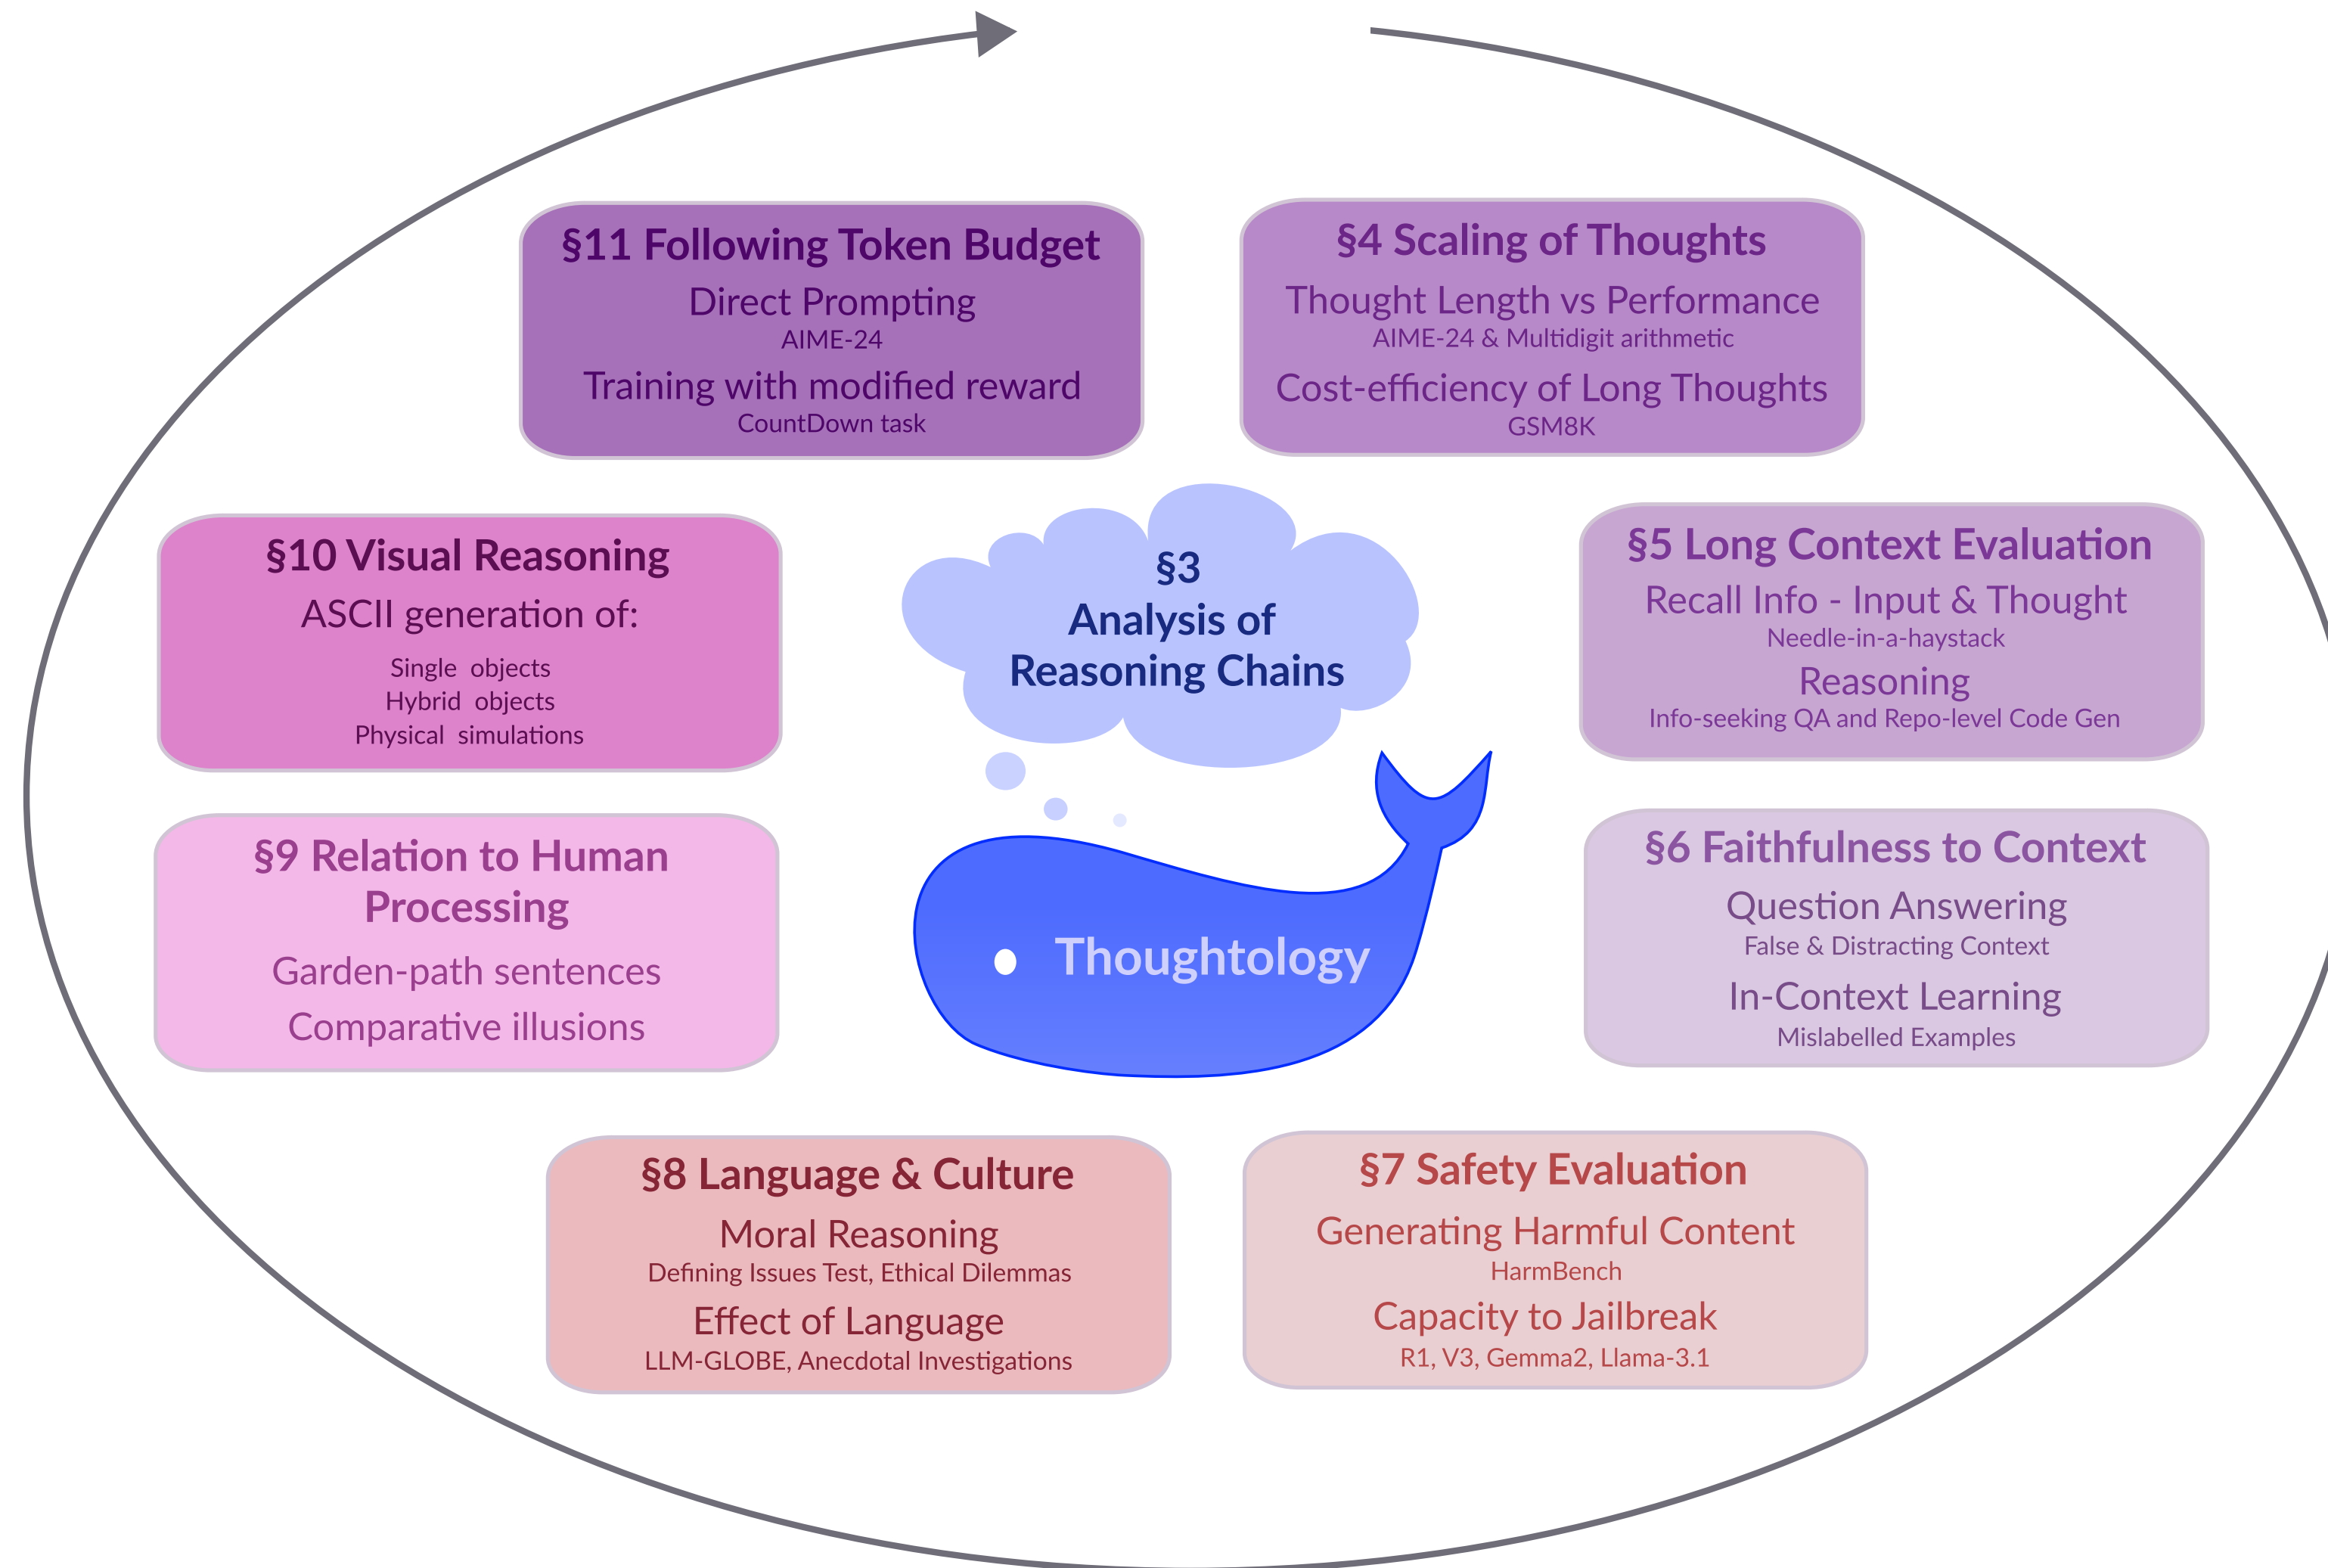 §11 Following Token Budget
Direct Prompting
AIME-24
Training with modified reward
CountDown task
§4 Scaling of Thoughts
Thought Length vs Performance
AIME-24 & Multidigit arithmetic
Cost-efficiency of Long Thoughts
GSM8K
§10 Visual Reasoning
ASCII generation of:
Single objects
Hybrid objects
Physical simulations
§3
Analysis of
Reasoning Chains
§5 Long Context Evaluation
Recall Info - Input & Thought
Needle-in-a-haystack
Reasoning
Info-seeking QA and Repo-level Code Gen
§9 Relation to Human
Processing
Garden-path sentences
Comparative illusions
Thoughtology
§6 Faithfulness to Context
Question Answering
False & Distracting Context
In-Context Learning
Mislabelled Examples
§8 Language & Culture
Moral Reasoning
Defining Issues Test, Ethical Dilemmas
Effect of Language
LLM-GLOBE, Anecdotal Investigations
§7 Safety Evaluation
Generating Harmful Content
HarmBench
Capacity to Jailbreak
R1, V3, Gemma2, Llama-3.1